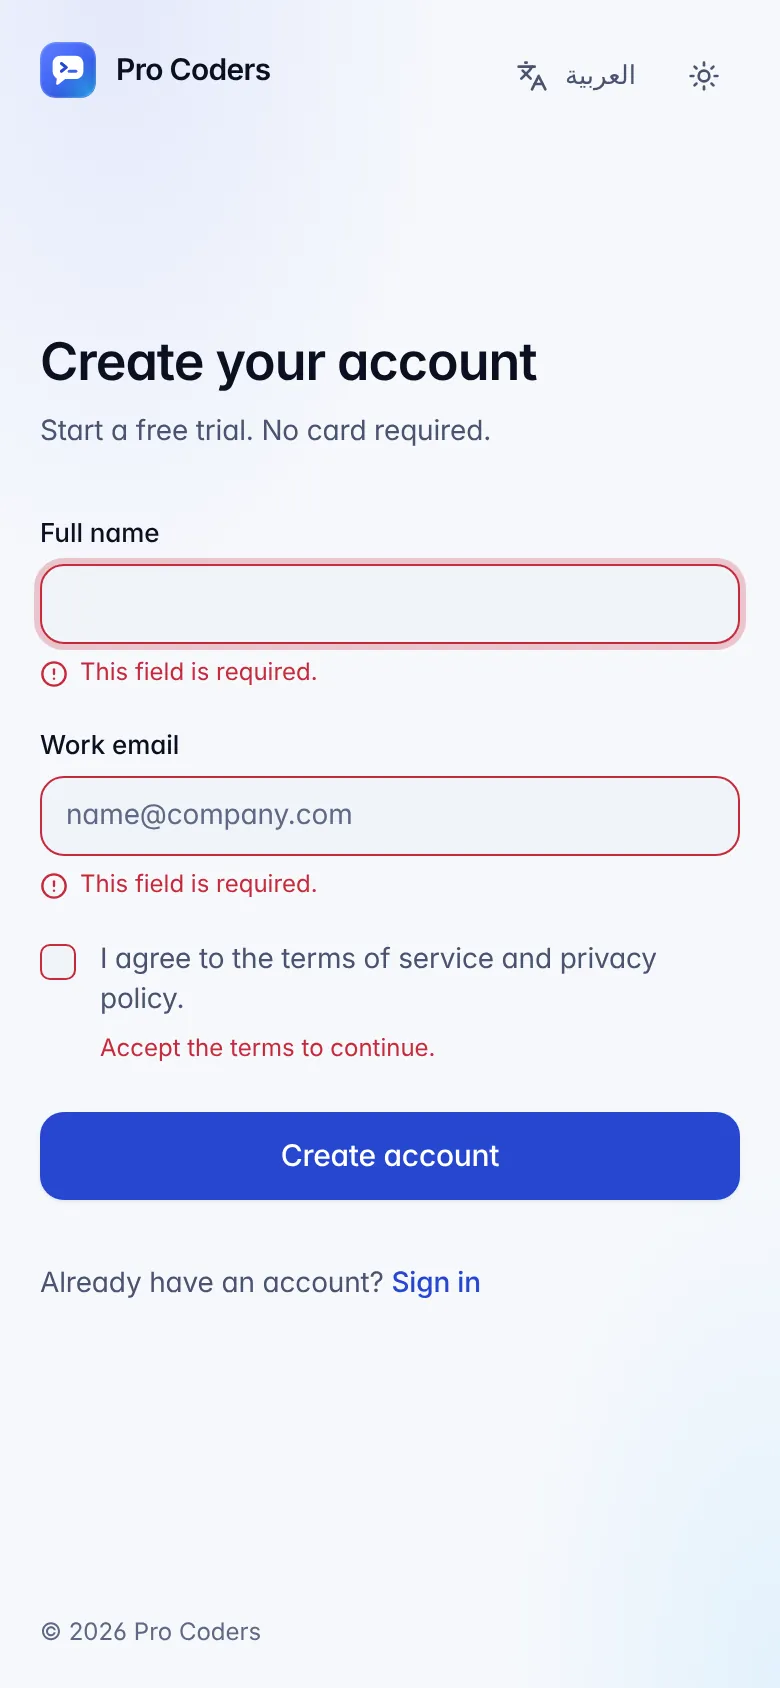 Pro Coders
العربية
Create your account
Start a free trial. No card required.
Full name
This field is required.
Work email
name@company.com
This field is required.
I agree to the terms of service and privacy
policy.
Accept the terms to continue.
Create account
Already have an account? Sign in
© 2026 Pro Coders